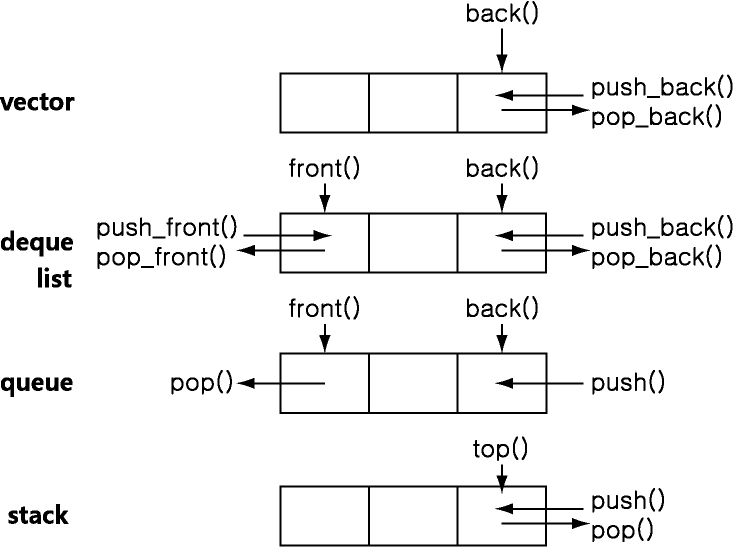 back()
vector
push_back()
pop_back()
front()
back()
push_front()
pop_front()
deque
list
push_back()
pop_back()
front()
back()
queue
pop()
push()
top()
stack
push()
pop()